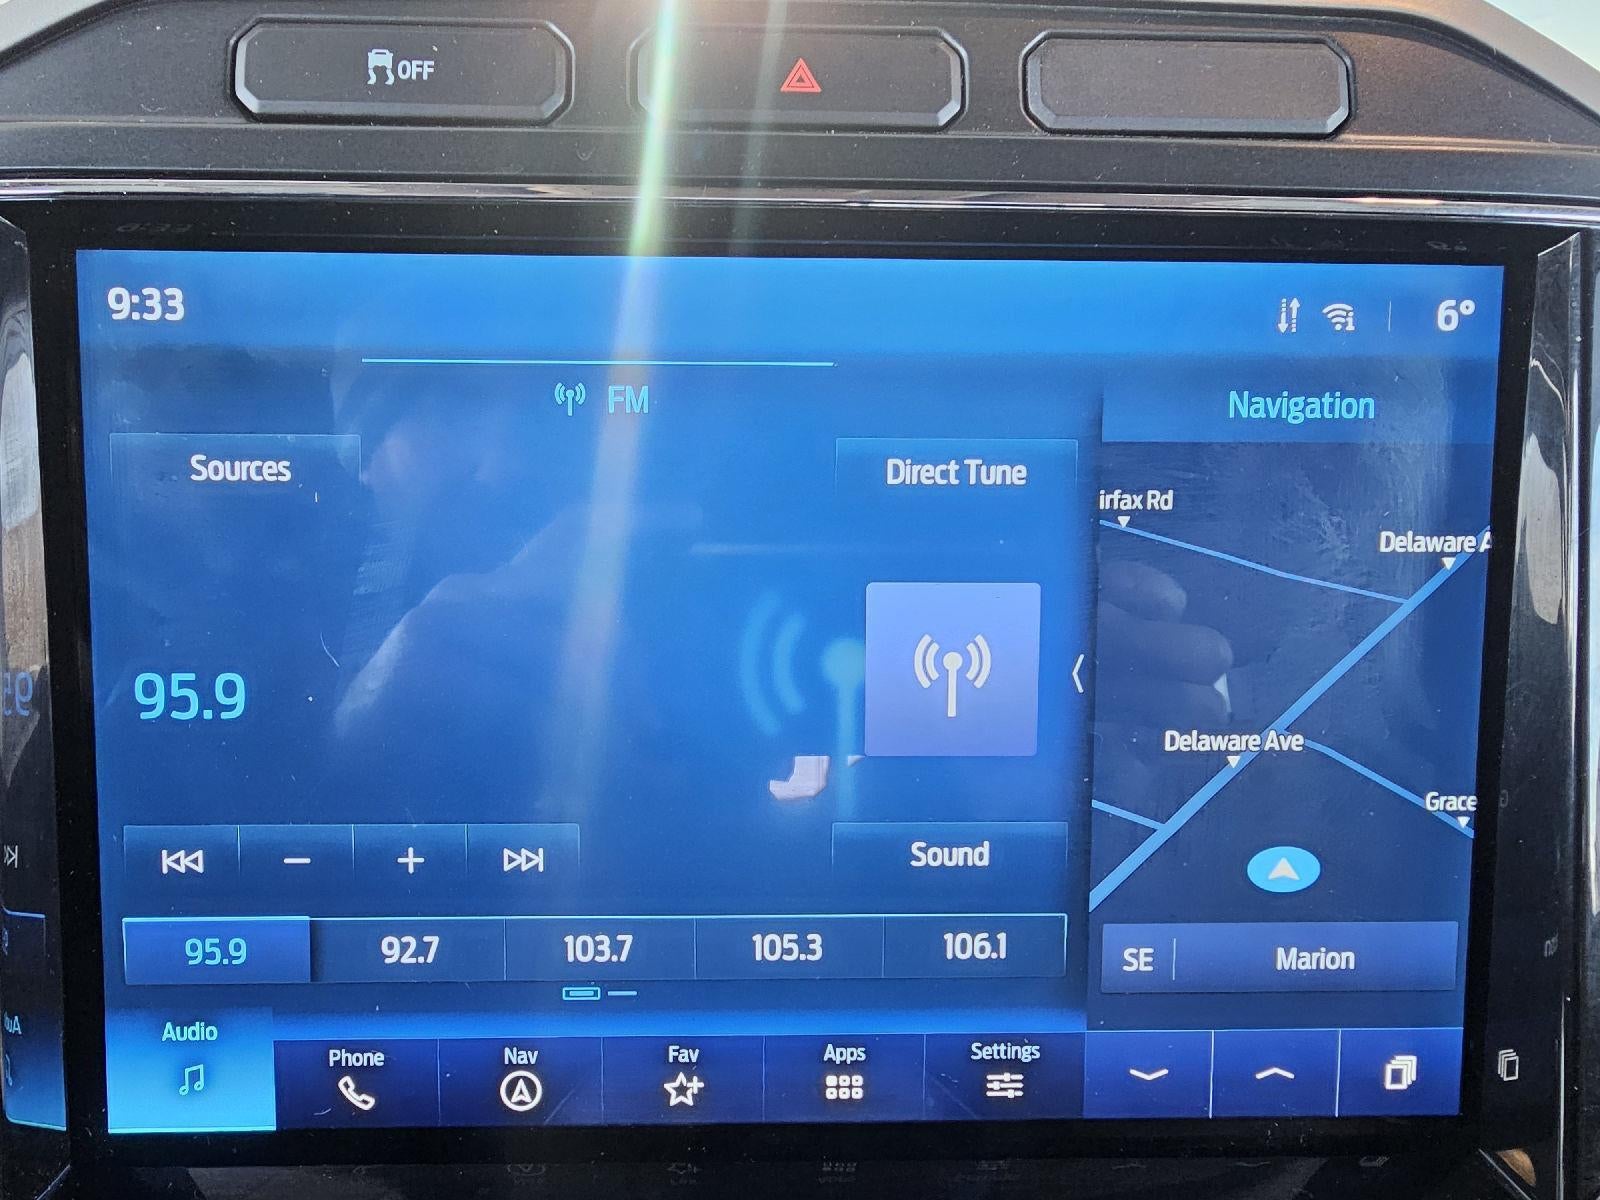 OFF
9:33
6°
FM
Navigation
Sources
Direct Tune
irfax Rd
Delaware A
95.9
Delaware Ave
Grace
Sound
95.9 92.7 103.7 105.3 106.1
SE Marion
Audio
Phone Nav Fav Apps Settings